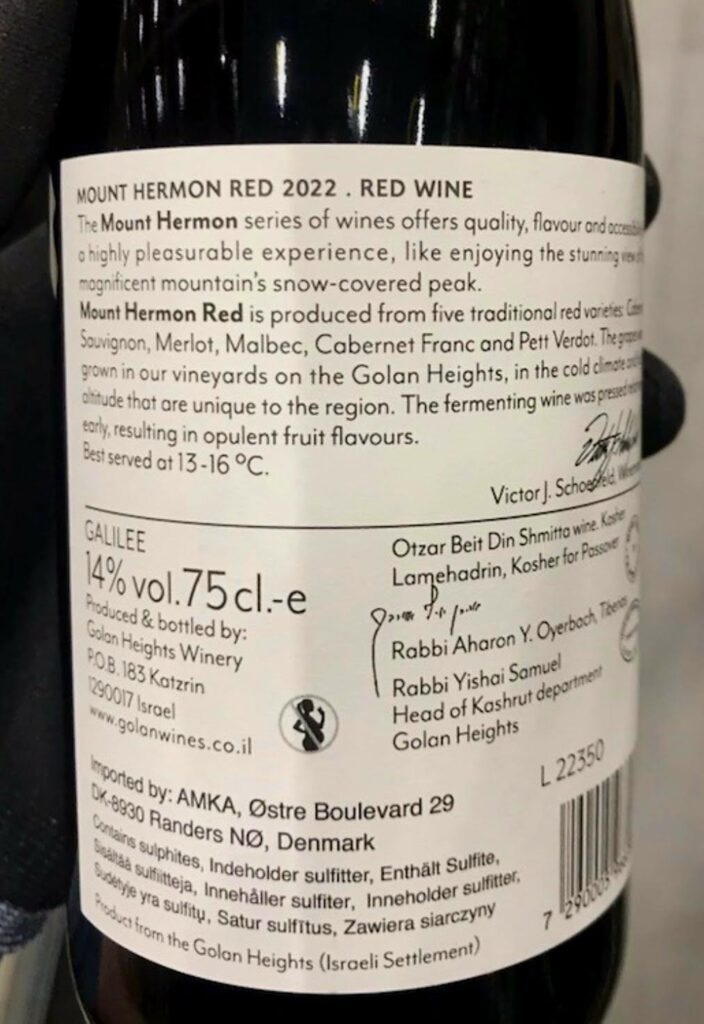 MOUNT HERMON RED 2022 . RED WINE
The Mount Hermon series of wines offers quality, flavour and
a highly pleasurable experience, like enjoying the stunning view
magnificent mountain's snow-covered peak.
Mount Hermon Red is produced from five traditional red varieties:
Sauvignon, Merlot, Malbec, Cabernet Franc and Pett Verdot. The
grown in our vineyards on the Golan Heights, in the cold climate
altitude that are unique to the region. The fermenting wine was pressed
early, resulting in opulent fruit flavours.
Best served at 13-16 °C.
Victor J.
GALILEE
14% vol.75cl.-e
Produced & bottled by:
Golan Heights Winery
P.O.B. 183 Katzrin
1290017 Israel
www.golanwines.co.il
Otzar Beit Din Shmitta wine. Kosher
Lamehadrin, Kosher for Passover
Rabbi Aharon Y. Oyerbach, Tiberias
Rabbi Yishai Samuel
Head of Kashrut department
Golan Heights
L 22350
Imported by: AMKA, Østre Boulevard 29
DK-8930 Randers NØ, Denmark
Contains sulphites, Indeholder sulfitter, Enthält Sulfite,
Sisältää sulfiitteja, Innehåller sulfiter, Inneholder sulfitter,
Sudėtyje yra sulfitų, Satur sulfītus, Zawiera siarczyny
Product from the Golan Heights (Israeli Settlement)